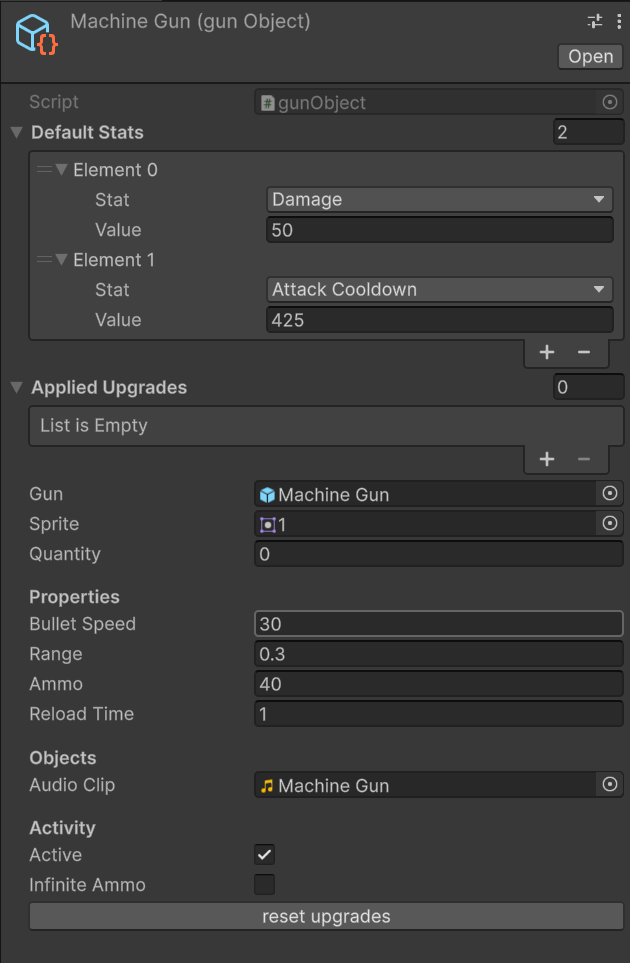 Machine Gun (gun Object)
Open
Script gunObject
Default Stats 2
Element 0
Stat Damage
Value 50
Element 1
Stat Attack Cooldown
Value 425
+ −
Applied Upgrades 0
List is Empty
+ −
Gun Machine Gun
Sprite 1
Quantity 0
Properties
Bullet Speed 30
Range 0.3
Ammo 40
Reload Time 1
Objects
Audio Clip Machine Gun
Activity
Active
Infinite Ammo
reset upgrades